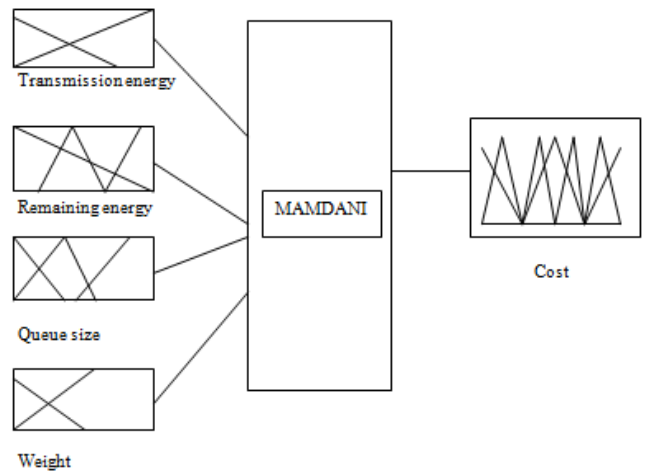 Transmission energy
Remaining energy
MAMDANI
Queue size
Cost
Weight